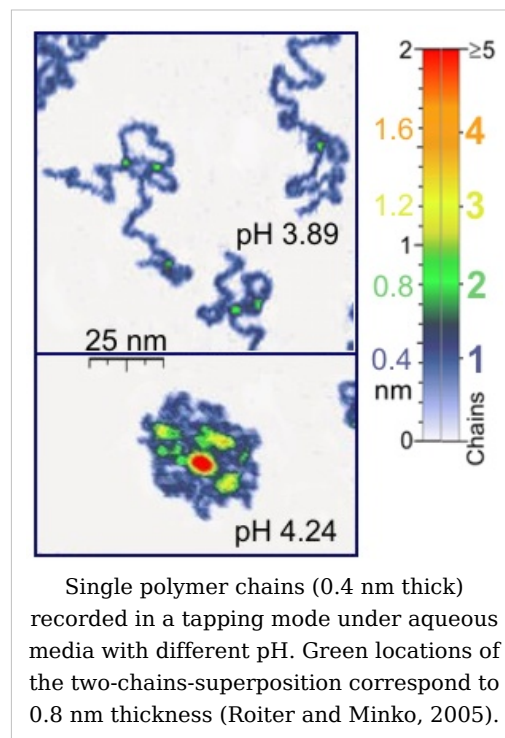 2 ≥5
1.6 4
1.2 3
pH 3.89
1
0.8 2
25 nm
0.4 1
nm
0
Chains
pH 4.24
Single polymer chains (0.4 nm thick)
recorded in a tapping mode under aqueous
media with different pH. Green locations of
the two-chains-superposition correspond to
0.8 nm thickness (Roiter and Minko, 2005).